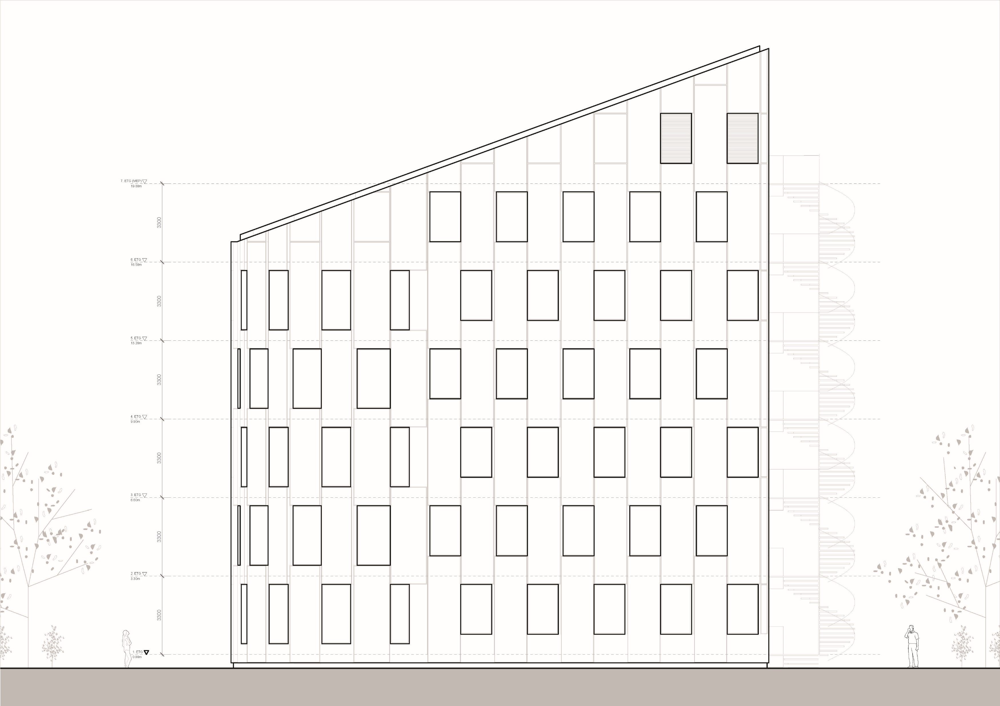 7. ETG (MEP)
19.80m
3300
6. ETG
16.50m
3300
5. ETG
13.20m
3300
4. ETG
9.90m
3300
3. ETG
6.60m
3300
2. ETG
3.30m
3300
1. ETG
0.00m